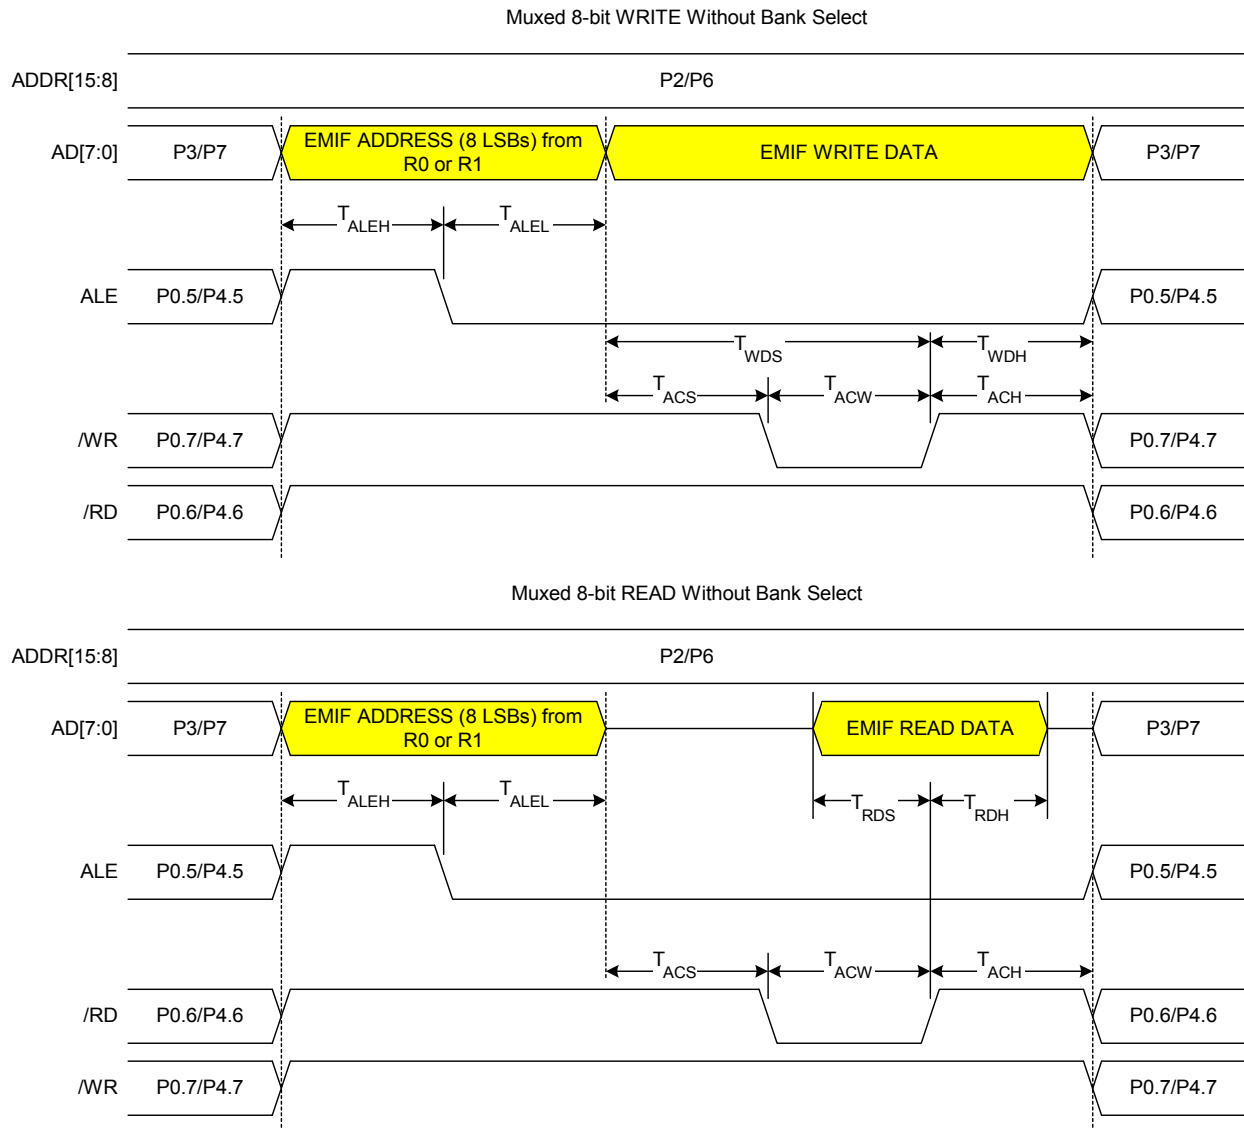 Muxed 8-bit WRITE Without Bank Select
ADDR[15:8] P2/P6
AD[7:0] P3/P7 EMIF ADDRESS (8 LSBs) from R0 or R1 EMIF WRITE DATA P3/P7
TALEH TALEL
ALE P0.5/P4.5 P0.5/P4.5
TWDS TWDH
TACS TACW TACH
/WR P0.7/P4.7 P0.7/P4.7
/RD P0.6/P4.6 P0.6/P4.6
Muxed 8-bit READ Without Bank Select
ADDR[15:8] P2/P6
AD[7:0] P3/P7 EMIF ADDRESS (8 LSBs) from R0 or R1 EMIF READ DATA P3/P7
TALEH TALEL TRDS TRDH
ALE P0.5/P4.5 P0.5/P4.5
TACS TACW TACH
/RD P0.6/P4.6 P0.6/P4.6
/WR P0.7/P4.7 P0.7/P4.7